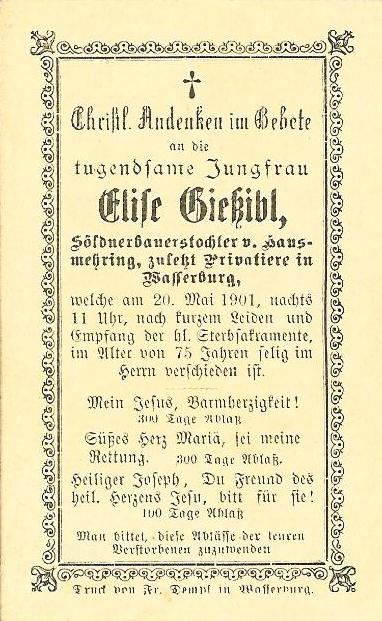 †
Christl. Andenken im Gebete
an die
tugendsame Jungfrau
Elise Gießibl,
Söldnerbauerstochter v. Haus-
mehring, zuletzt Privatiere in
Wasserburg,
welche am 20. Mai 1901, nachts
11 Uhr, nach kurzem Leiden und
Empfang der hl. Sterbsakramente,
im Alter von 75 Jahren selig im
Herrn verschieden ist.
Mein Jesus, Barmherzigkeit!
300 Tage Ablaß
Süßes Herz Mariä, sei meine
Rettung. 300 Tage Ablaß.
Heiliger Joseph, Du Freund des
heil. Herzens Jesu, bitt für sie!
100 Tage Ablaß
Man bittet, diese Ablässe der teuren
Verstorbenen zuzuwenden
Druck von Fr. Dempf in Wasserburg.